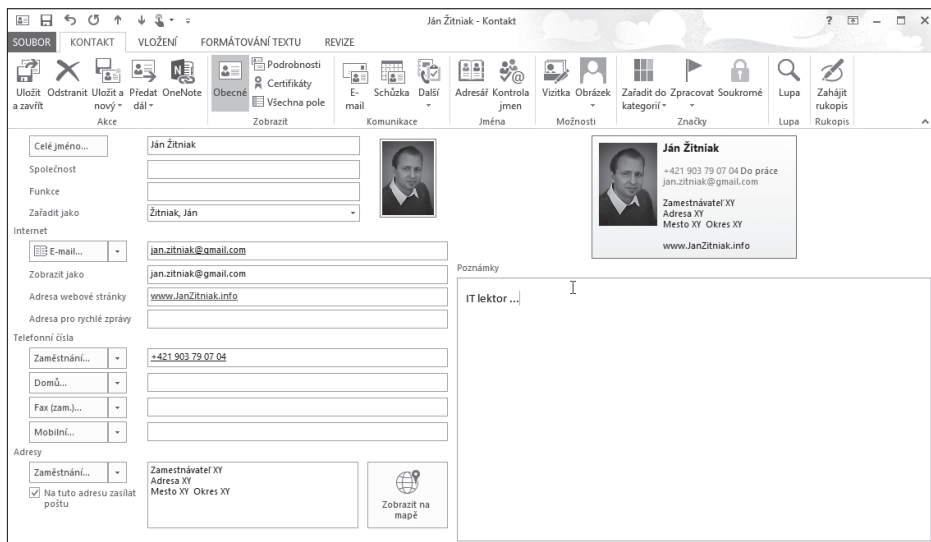 Ján Žitniak - Kontakt
SOUBOR KONTAKT VLOŽENÍ FORMÁTOVÁNÍ TEXTU REVIZE
Uložit a zavřít
Odstranit
Uložit a nový
Předat dál
OneNote
Akce
Obecné
Podrobnosti
Certifikáty
Všechna pole
Zobrazit
E-mail
Schůzka
Další
Komunikace
Adresář
Kontrola jmen
Jména
Vizitka
Obrázek
Možnosti
Zařadit do kategorií
Zpracovat
Soukromé
Značky
Lupa
Lupa
Zahájit rukopis
Rukopis
Celé jméno... Ján Žitniak
Společnost
Funkce
Zařadit jako Žitniak, Ján
Internet
E-mail... jan.zitniak@gmail.com
Zobrazit jako jan.zitniak@gmail.com
Adresa webové stránky www.JanZitniak.info
Adresa pro rychlé zprávy
Telefonní čísla
Zaměstnání... +421 903 79 07 04
Domů...
Fax (zam.)...
Mobilní...
Adresy
Zaměstnání...
Na tuto adresu zasílat
poštu
Zamestnávateľ XY
Adresa XY
Mesto XY Okres XY
Zobrazit na
mapě
Ján Žitniak
+421 903 79 07 04 Do práce
jan.zitniak@gmail.com
Zamestnávateľ XY
Adresa XY
Mesto XY Okres XY
www.JanZitniak.info
Poznámky
IT lektor ...